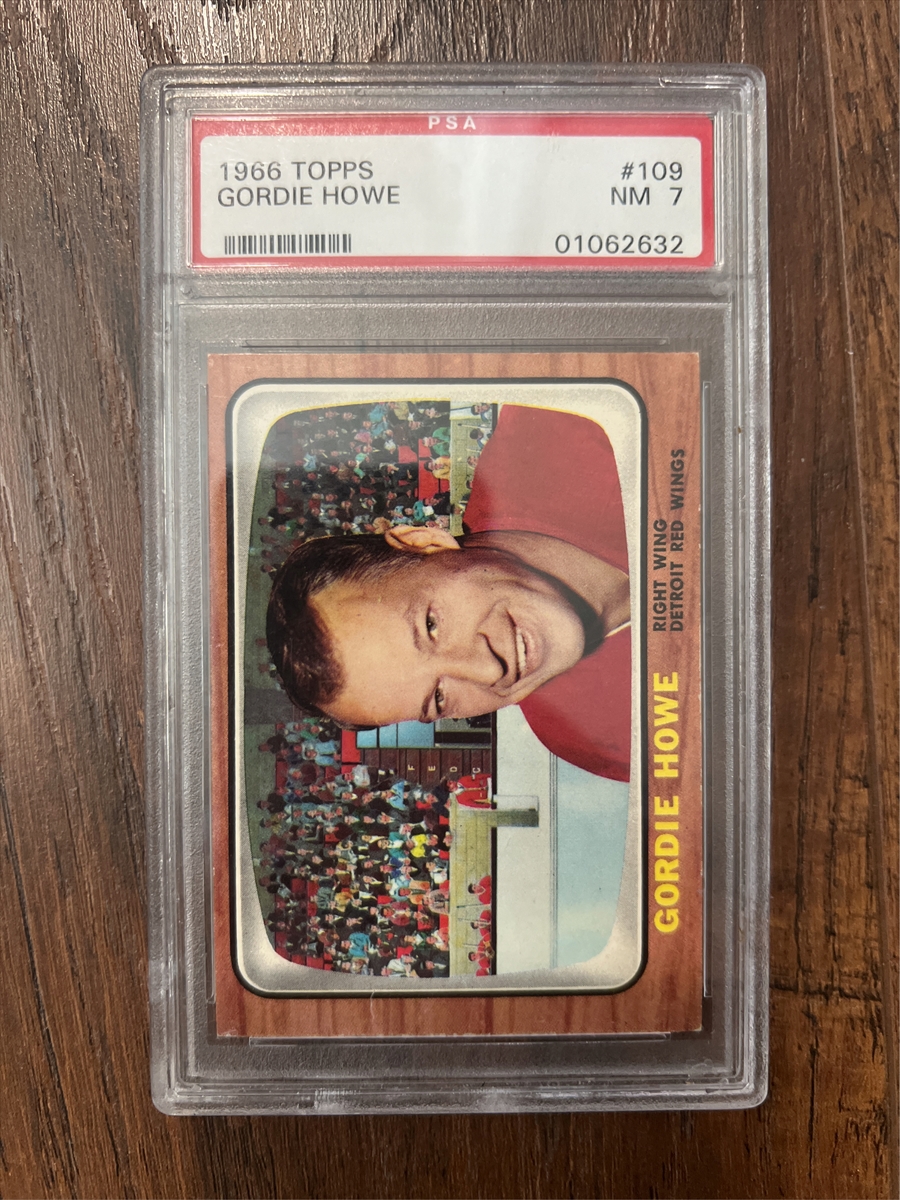 PSA
1966 TOPPS #109
GORDIE HOWE NM 7
01062632
GORDIE HOWE
RIGHT WING
DETROIT RED WINGS